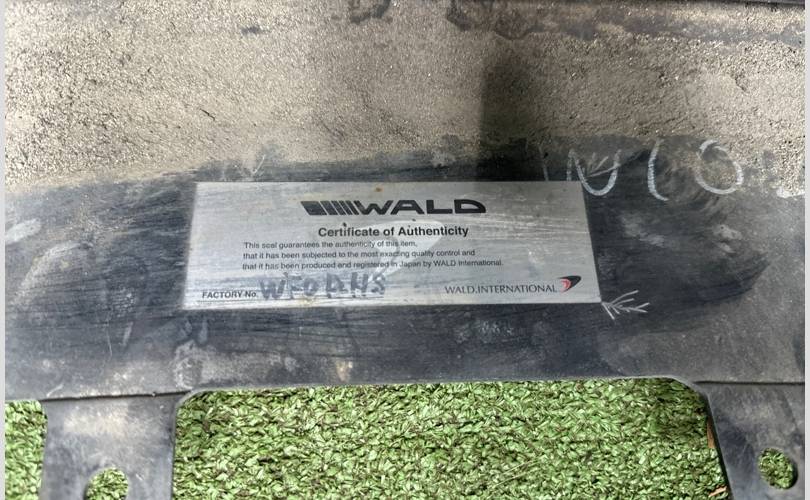 WALD
Certificate of Authenticity
This seal guarantees the authenticity of this item,
that it has been subjected to the most exacting quality control and
that it has been produced and registered in Japan by WALD International.
FACTORY No.
WALD.INTERNATIONAL